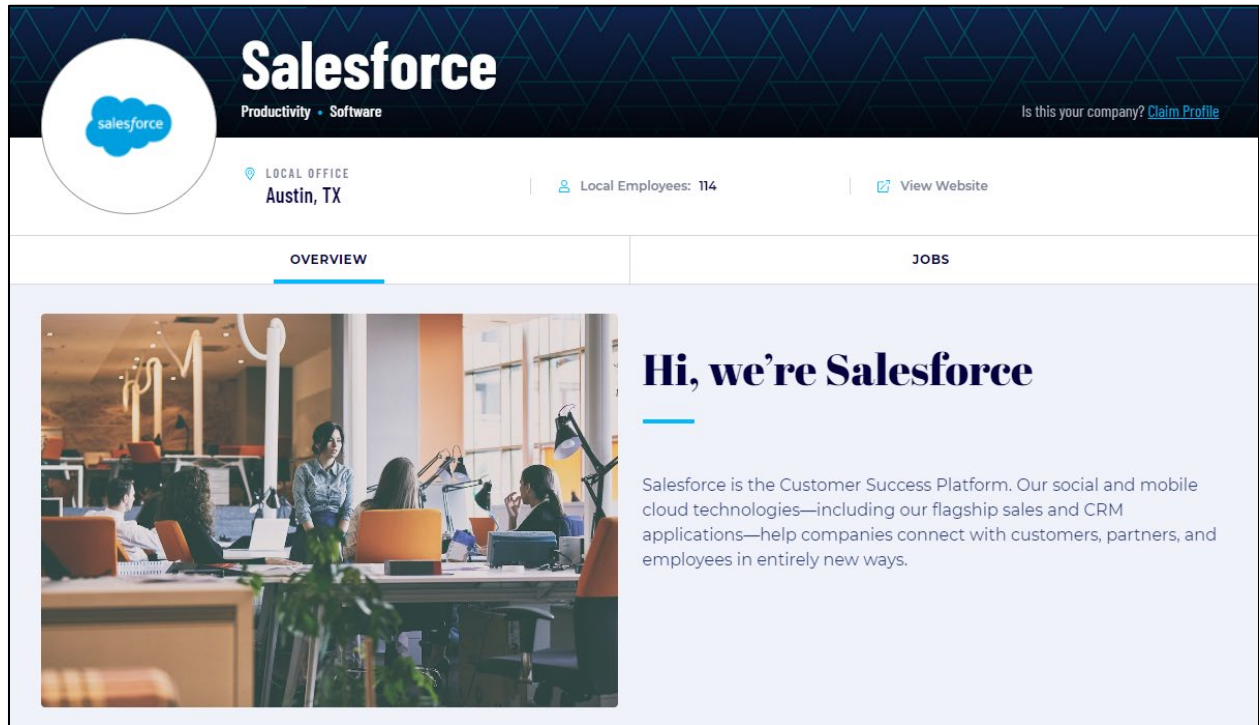 Salesforce
Productivity • Software
Is this your company? Claim Profile
salesforce
LOCAL OFFICE
Austin, TX
Local Employees: 114
View Website
OVERVIEW
JOBS
Hi, we're Salesforce
Salesforce is the Customer Success Platform. Our social and mobile
cloud technologies—including our flagship sales and CRM
applications—help companies connect with customers, partners, and
employees in entirely new ways.